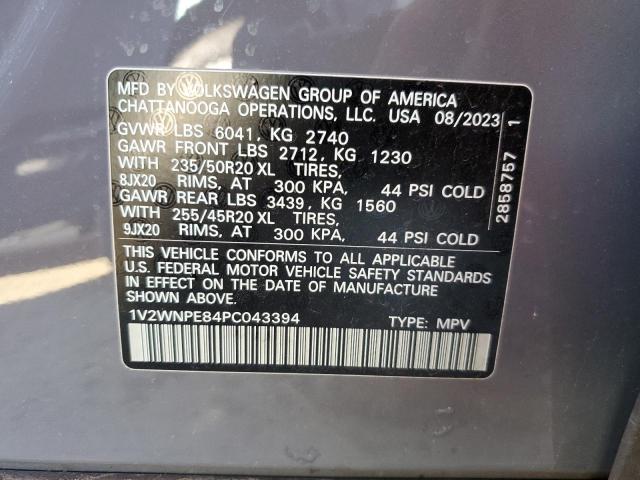 MFD BY VOLKSWAGEN GROUP OF AMERICA
CHATTANOOGA OPERATIONS, LLC. USA 08/2023
GVWR LBS 6041, KG 2740
GAWR FRONT LBS 2712, KG 1230
WITH 235/50R20 XL TIRES,
8JX20 RIMS, AT 300 KPA, 44 PSI COLD
GAWR REAR LBS 3439, KG 1560
WITH 255/45R20 XL TIRES,
9JX20 RIMS, AT 300 KPA, 44 PSI COLD
THIS VEHICLE CONFORMS TO ALL APPLICABLE
U.S. FEDERAL MOTOR VEHICLE SAFETY STANDARDS
IN EFFECT ON THE DATE OF MANUFACTURE
SHOWN ABOVE.
1V2WNPE84PC043394 TYPE: MPV
2858757 1